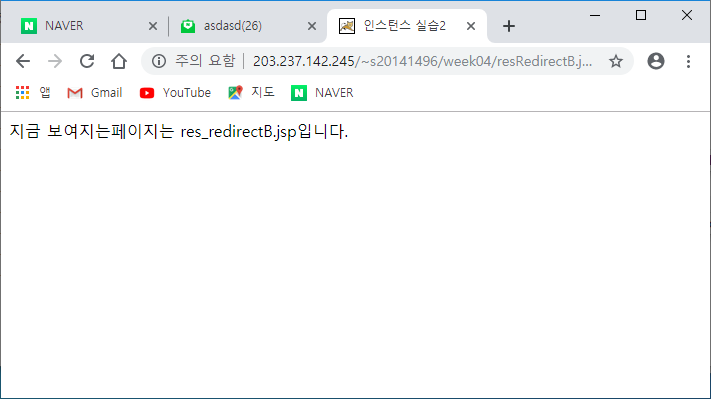 NAVER
asdasd(26)
인스턴스 실습2
주의 요함 | 203.237.142.245/~s20141496/week04/resRedirectB.j...
앱 Gmail YouTube 지도 NAVER
지금 보여지는페이지는 res_redirectB.jsp입니다.